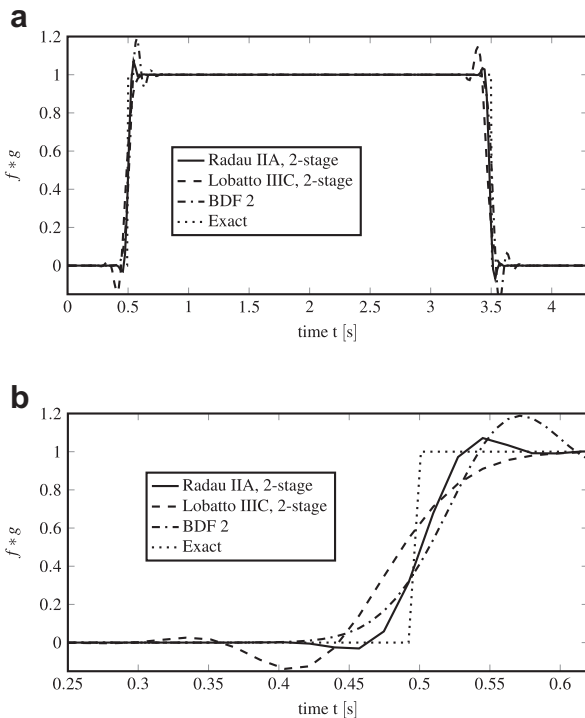 a
1.2
1
0.8
0.6
0.4
0.2
0
f * g
Radau IIA, 2-stage
Lobatto IIIC, 2-stage
BDF 2
Exact
0 0.5 1 1.5 2 2.5 3 3.5 4
time t [s]
b
1.2
1
0.8
0.6
0.4
0.2
0
f * g
Radau IIA, 2-stage
Lobatto IIIC, 2-stage
BDF 2
Exact
0.25 0.3 0.35 0.4 0.45 0.5 0.55 0.6
time t [s]